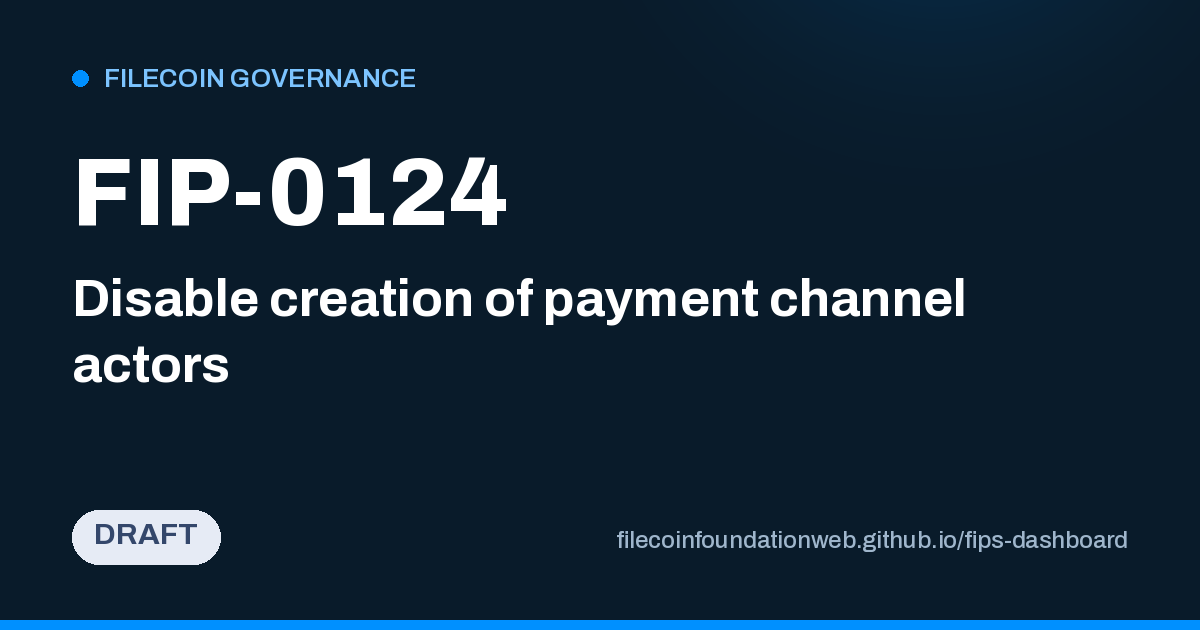 FILECOIN GOVERNANCE
FIP-0124
Disable creation of payment channel
actors
DRAFT
filecoinfoundationweb.github.io/fips-dashboard